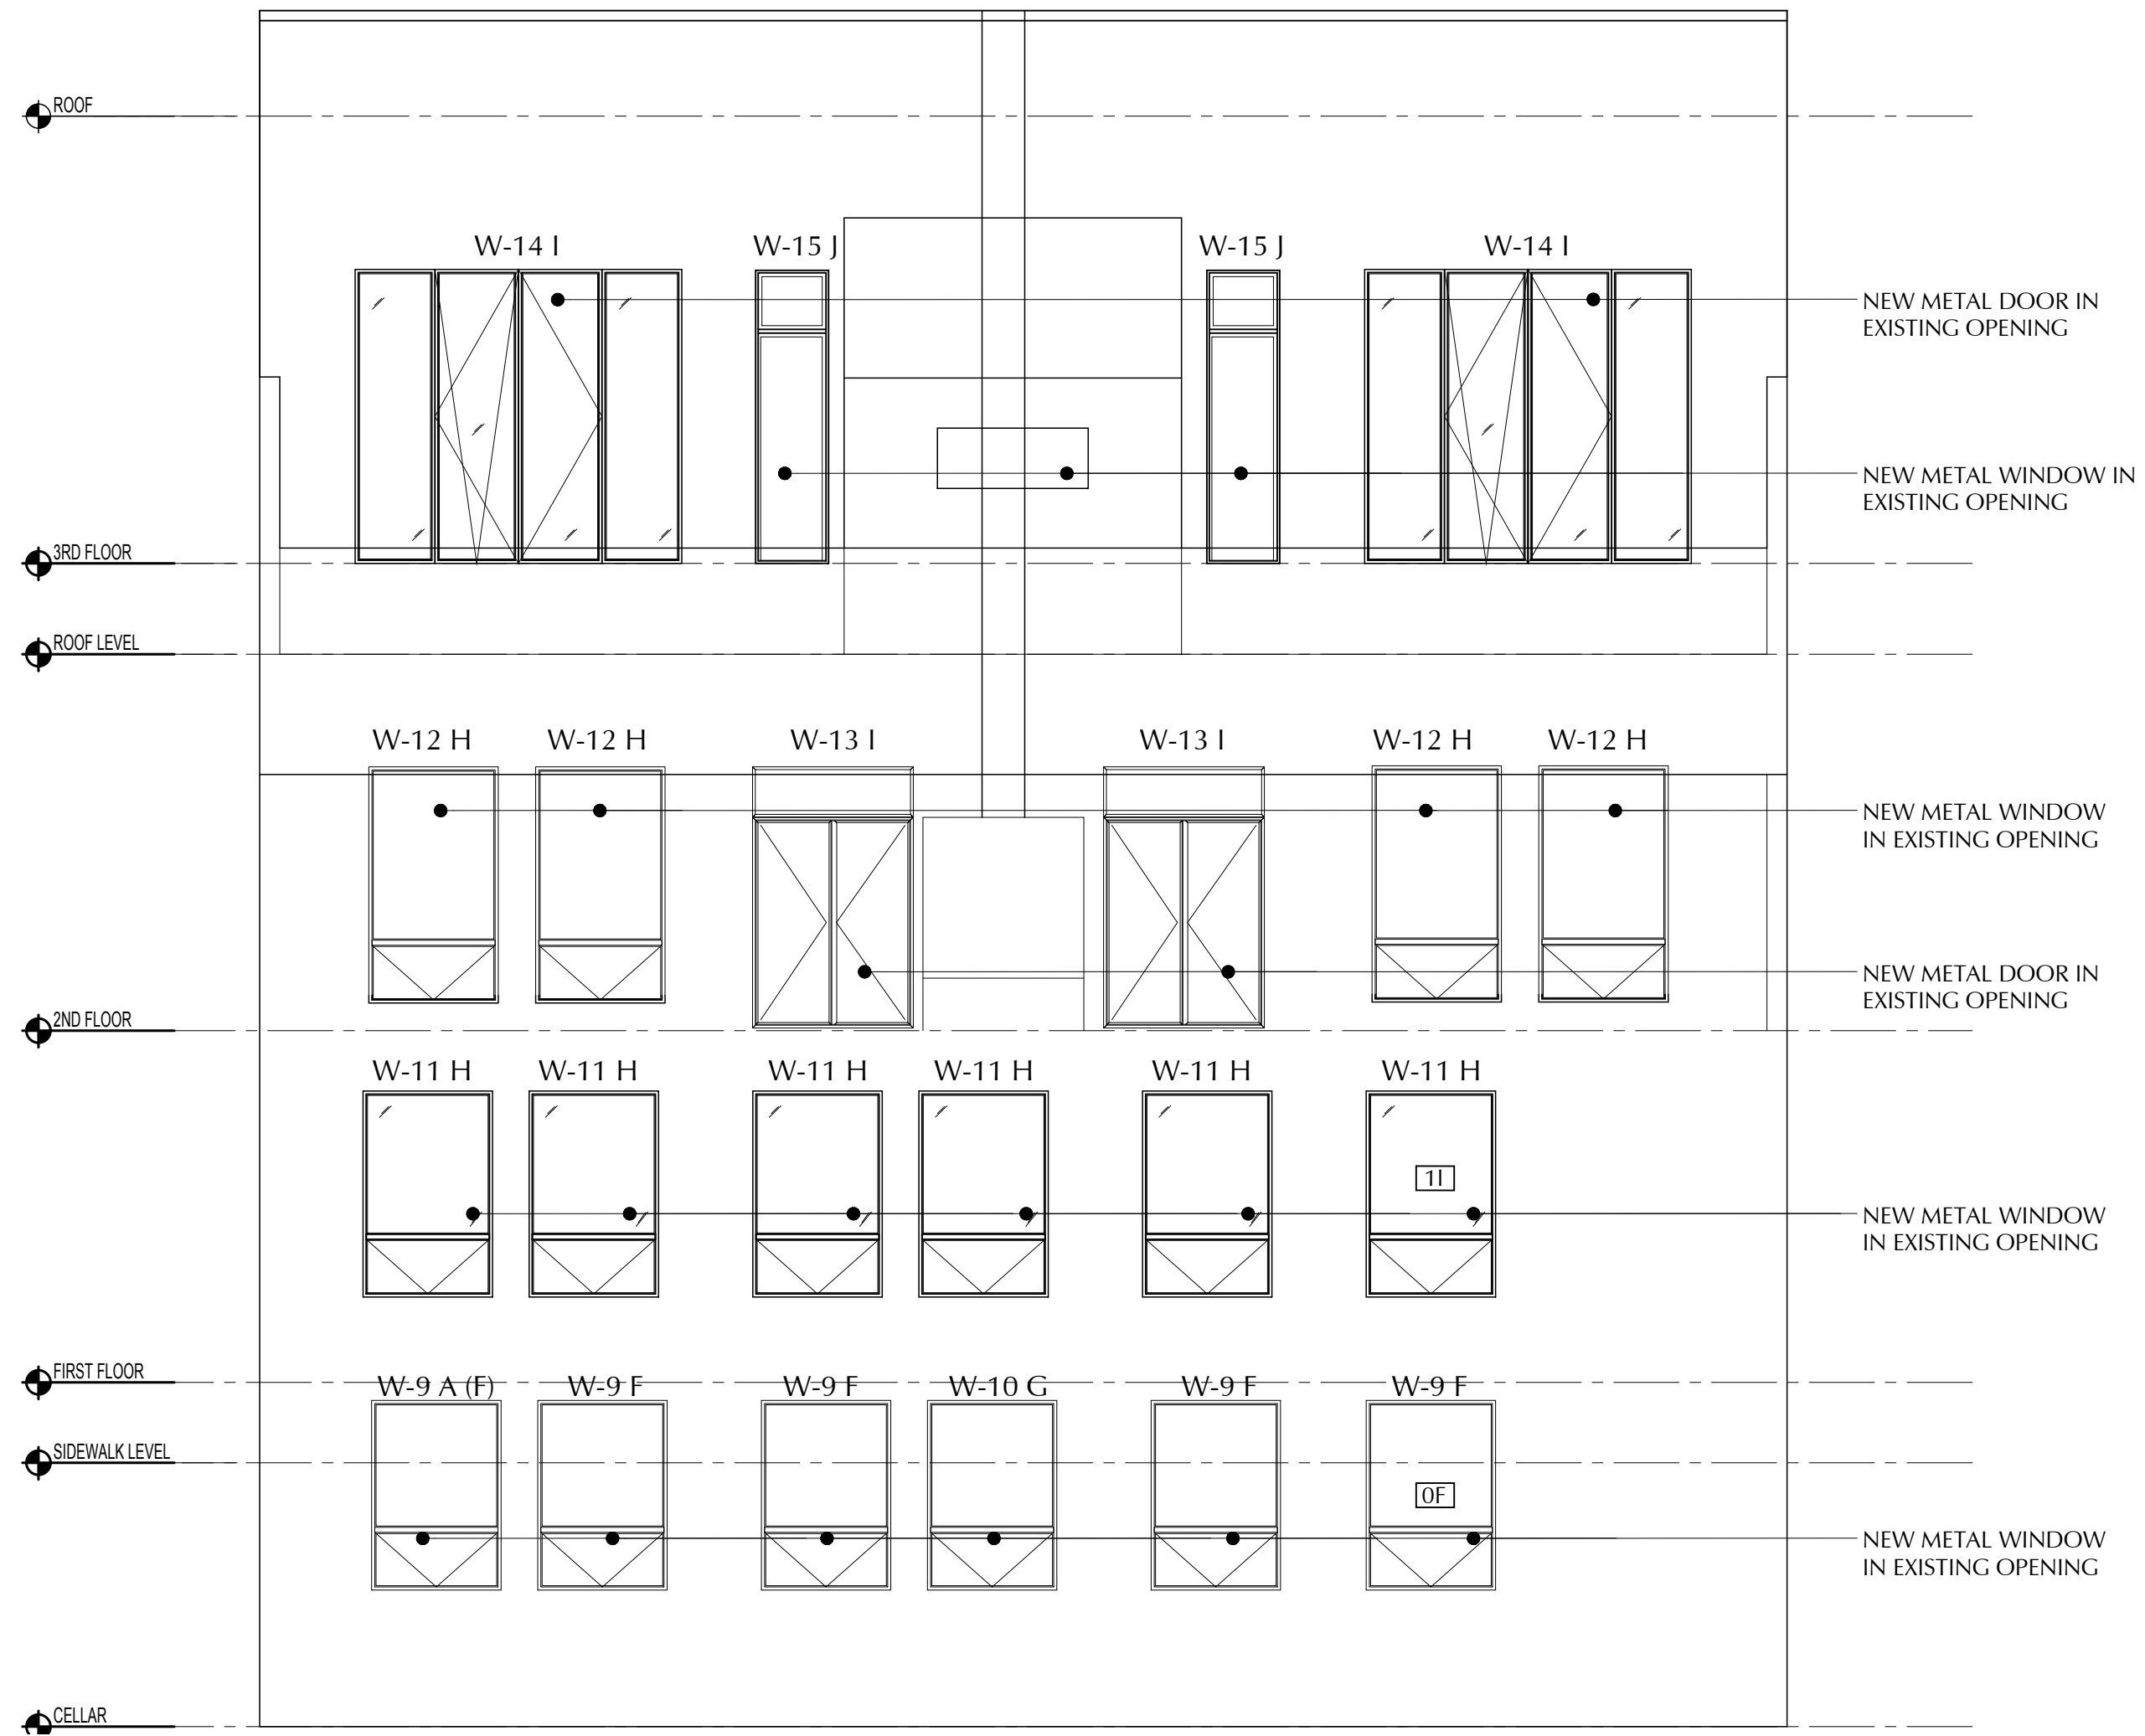 ROOF
W-14 I
W-15 J
W-15 J
W-14 I
NEW METAL DOOR IN
EXISTING OPENING
NEW METAL WINDOW IN
EXISTING OPENING
3RD FLOOR
ROOF LEVEL
W-12 H
W-12 H
W-13 I
W-13 I
W-12 H
W-12 H
NEW METAL WINDOW
IN EXISTING OPENING
NEW METAL DOOR IN
EXISTING OPENING
2ND FLOOR
W-11 H
W-11 H
W-11 H
W-11 H
W-11 H
W-11 H
1I
NEW METAL WINDOW
IN EXISTING OPENING
FIRST FLOOR
W-9 A (F)
W-9 F
W-9 F
W-10 G
W-9 F
W-9 F
SIDEWALK LEVEL
0F
NEW METAL WINDOW
IN EXISTING OPENING
CELLAR